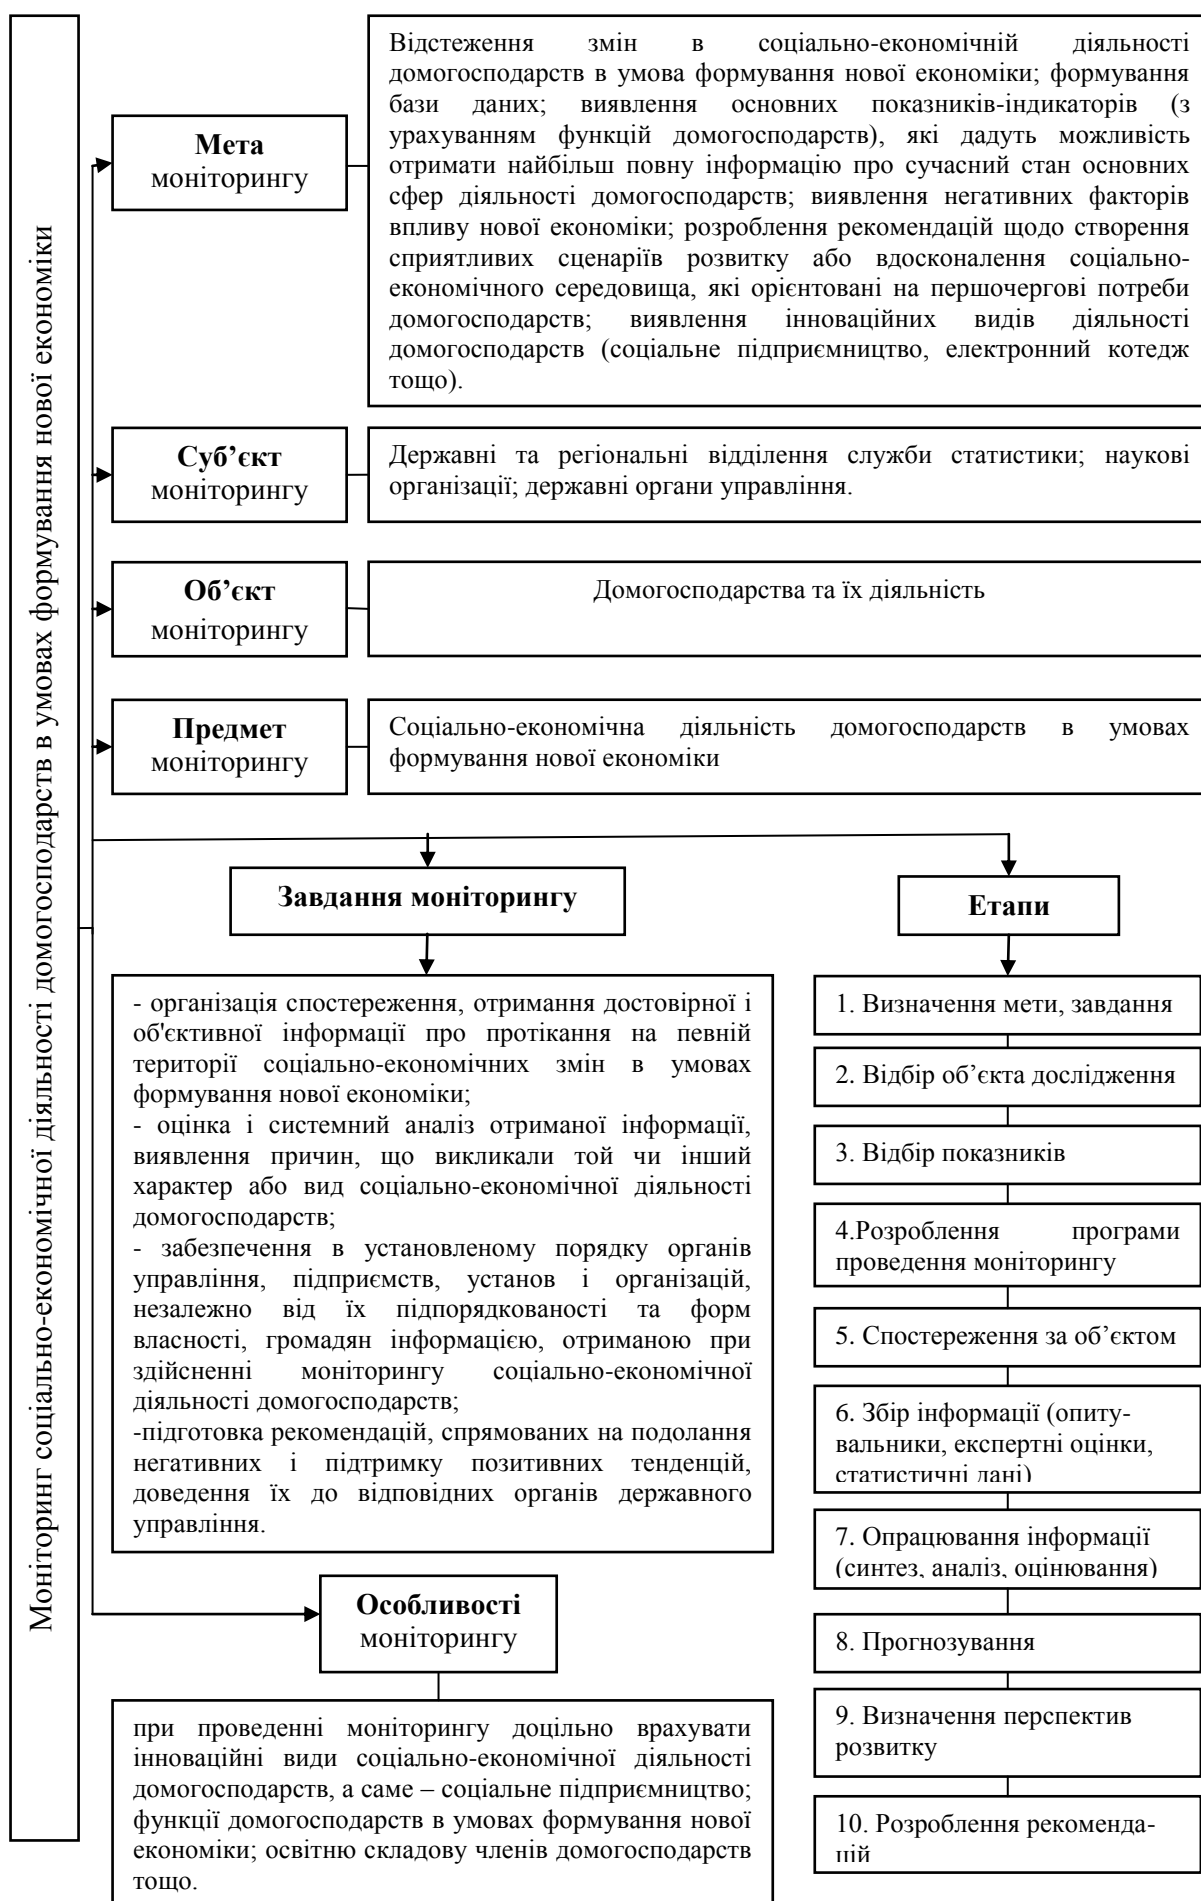 Моніторинг соціально-економічної діяльності домогосподарств в умовах формування нової економіки
Мета
моніторингу
Відстеження змін в соціально-економічній діяльності
домогосподарств в умова формування нової економіки; формування
бази даних; виявлення основних показників-індикаторів (з
урахуванням функцій домогосподарств), які дадуть можливість
отримати найбільш повну інформацію про сучасний стан основних
сфер діяльності домогосподарств; виявлення негативних факторів
впливу нової економіки; розроблення рекомендацій щодо створення
сприятливих сценаріїв розвитку або вдосконалення соціально-
економічного середовища, які орієнтовані на першочергові потреби
домогосподарств; виявлення інноваційних видів діяльності
домогосподарств (соціальне підприємництво, електронний котедж
тощо).
Суб’єкт
моніторингу
Державні та регіональні відділення служби статистики; наукові
організації; державні органи управління.
Об’єкт
моніторингу
Домогосподарства та їх діяльність
Предмет
моніторингу
Соціально-економічна діяльність домогосподарств в умовах
формування нової економіки
Завдання моніторингу
- організація спостереження, отримання достовірної і
об'єктивної інформації про протікання на певній
території соціально-економічних змін в умовах
формування нової економіки;
- оцінка і системний аналіз отриманої інформації,
виявлення причин, що викликали той чи інший
характер або вид соціально-економічної діяльності
домогосподарств;
- забезпечення в установленому порядку органів
управління, підприємств, установ і організацій,
незалежно від їх підпорядкованості та форм
власності, громадян інформацією, отриманою при
здійсненні моніторингу соціально-економічної
діяльності домогосподарств;
-підготовка рекомендацій, спрямованих на подолання
негативних і підтримку позитивних тенденцій,
доведення їх до відповідних органів державного
управління.
Особливості
моніторингу
при проведенні моніторингу доцільно врахувати
інноваційні види соціально-економічної діяльності
домогосподарств, а саме – соціальне підприємництво;
функції домогосподарств в умовах формування нової
економіки; освітню складову членів домогосподарств
тощо.
Етапи
1. Визначення мети, завдання
2. Відбір об’єкта дослідження
3. Відбір показників
4.Розроблення програми
проведення моніторингу
5. Спостереження за об’єктом
6. Збір інформації (опиту-
вальники, експертні оцінки,
статистичні дані)
7. Опрацювання інформації
(синтез, аналіз, оцінювання)
8. Прогнозування
9. Визначення перспектив
розвитку
10. Розроблення рекоменда-
цій